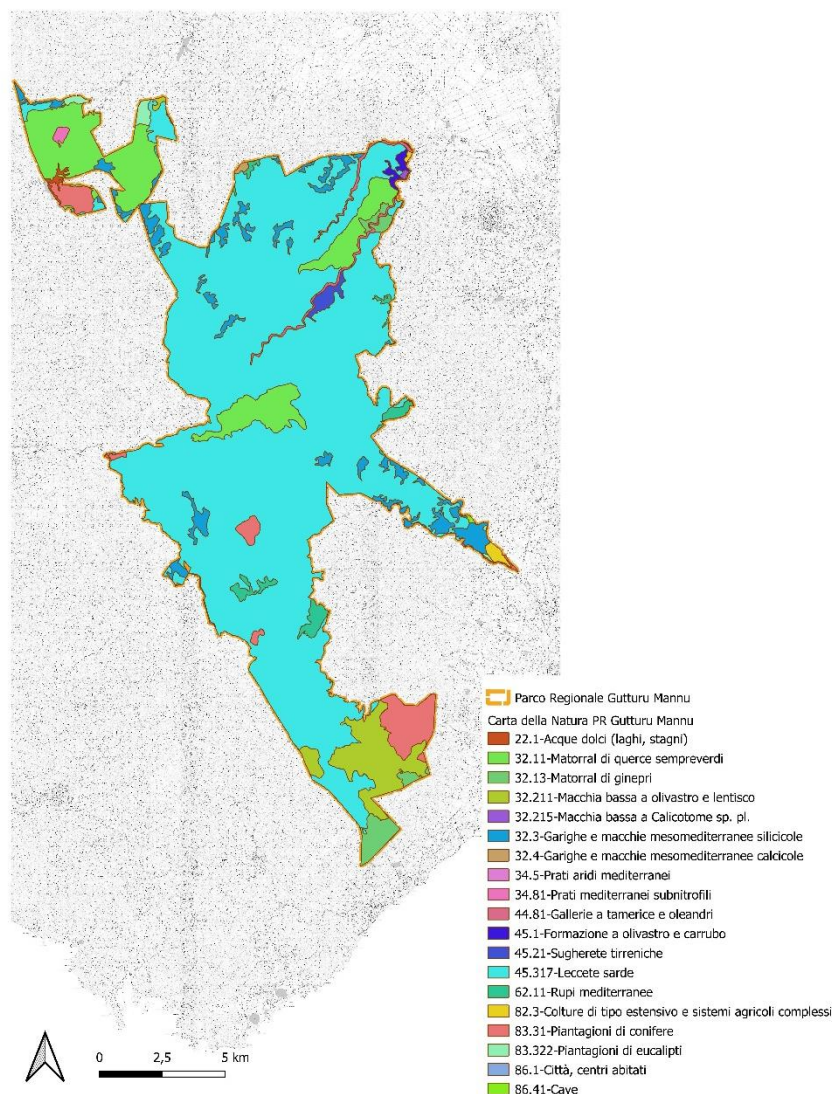 Parco Regionale Gutturu Mannu
Carta della Natura PR Gutturu Mannu
22.1-Acque dolci (laghi, stagni)
32.11-Matorral di querce sempreverdi
32.13-Matorral di ginepri
32.211-Macchia bassa a olivastro e lentisco
32.215-Macchia bassa a Calicotome sp. pl.
32.3-Garighe e macchie mesomediterranee silicicole
32.4-Garighe e macchie mesomediterranee calcicole
34.5-Prati aridi mediterranei
34.81-Prati mediterranei subnitrofili
44.81-Gallerie a tamerice e oleandri
45.1-Formazione a olivastro e carrubo
45.21-Sugherete tirreniche
45.317-Leccete sarde
62.11-Rupi mediterranee
82.3-Colture di tipo estensivo e sistemi agricoli complessi
83.31-Piantagioni di conifere
83.322-Piantagioni di eucalipti
86.1-Città, centri abitati
86.41-Cave
0 2,5 5 km